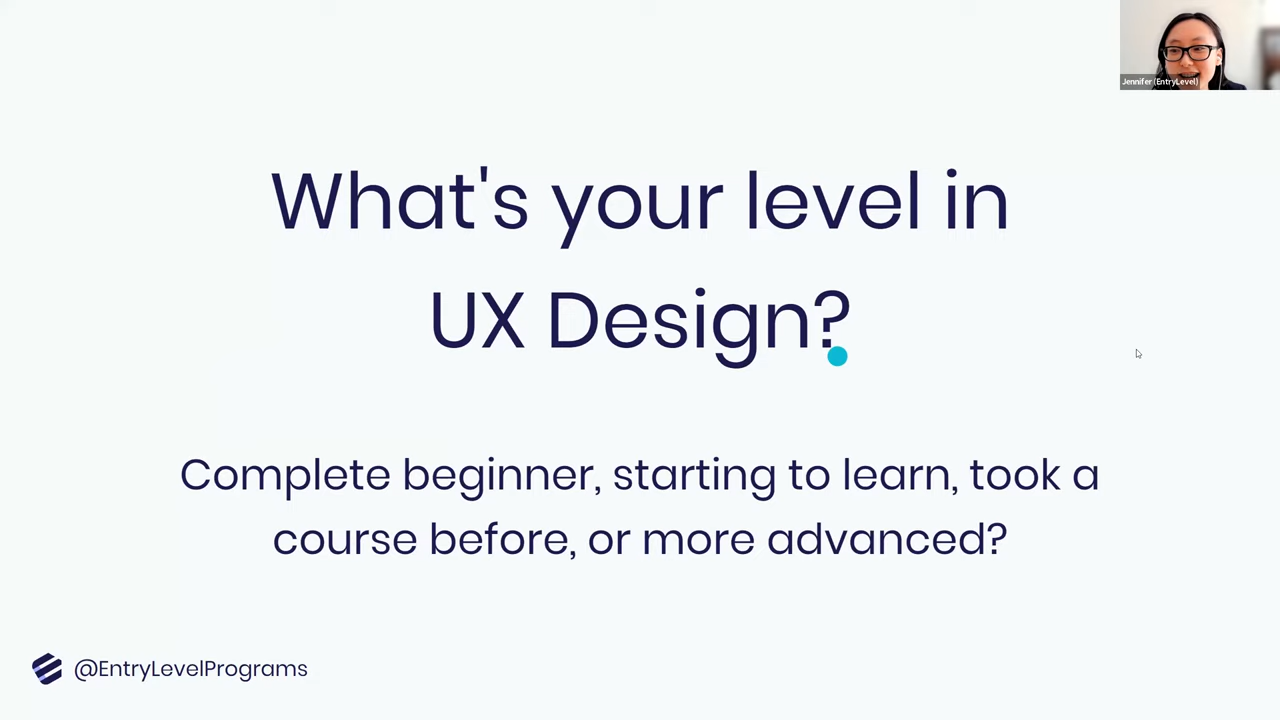 Jennifer (EntryLevel)
What's your level in
UX Design?
Complete beginner, starting to learn, took a
course before, or more advanced?
@EntryLevelPrograms